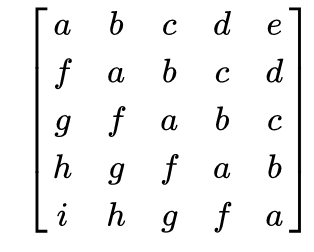 a b c d e
f a b c d
g f a b c
h g f a b
i h g f a